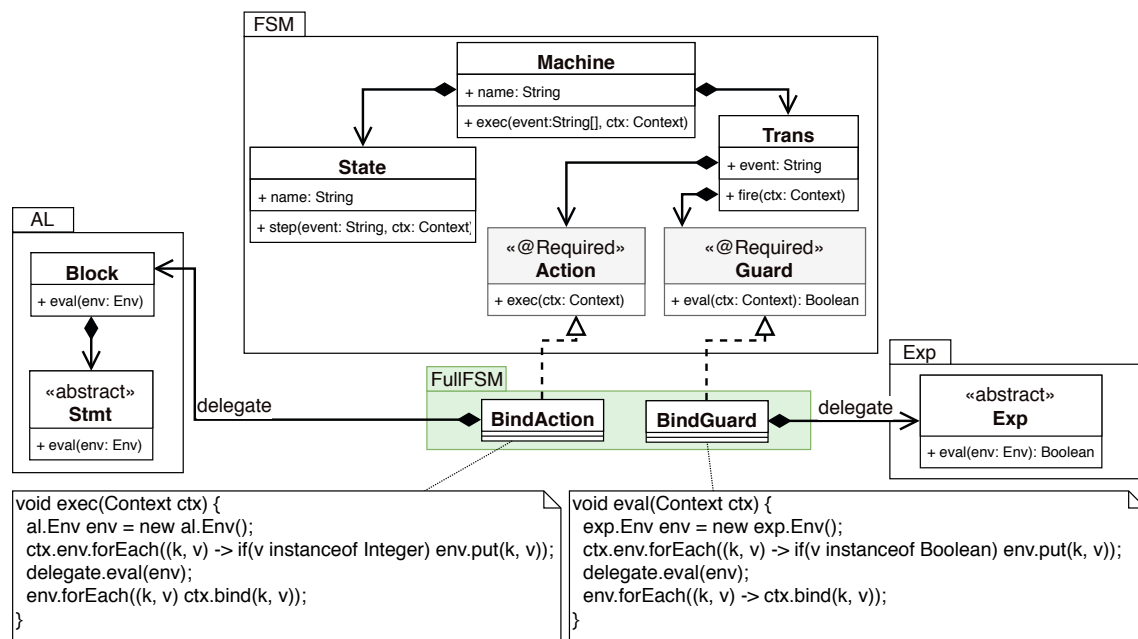 FSM
Machine
+ name: String
+ exec(event:String[], ctx: Context)
Trans
+ event: String
+ fire(ctx: Context)
State
+ name: String
+ step(event: String, ctx: Context)
AL
Block
+ eval(env: Env)
«@Required»
Action
+ exec(ctx: Context)
«@Required»
Guard
+ eval(ctx: Context): Boolean
«abstract»
Stmt
+ eval(env: Env)
delegate
FullFSM
BindAction
BindGuard
delegate
Exp
«abstract»
Exp
+ eval(env: Env): Boolean
void exec(Context ctx) {
al.Env env = new al.Env();
ctx.env.forEach((k, v) -> if(v instanceof Integer) env.put(k, v));
delegate.eval(env);
env.forEach((k, v) ctx.bind(k, v));
}
void eval(Context ctx) {
exp.Env env = new exp.Env();
ctx.env.forEach((k, v) -> if(v instanceof Boolean) env.put(k, v));
delegate.eval(env);
env.forEach((k, v) -> ctx.bind(k, v));
}